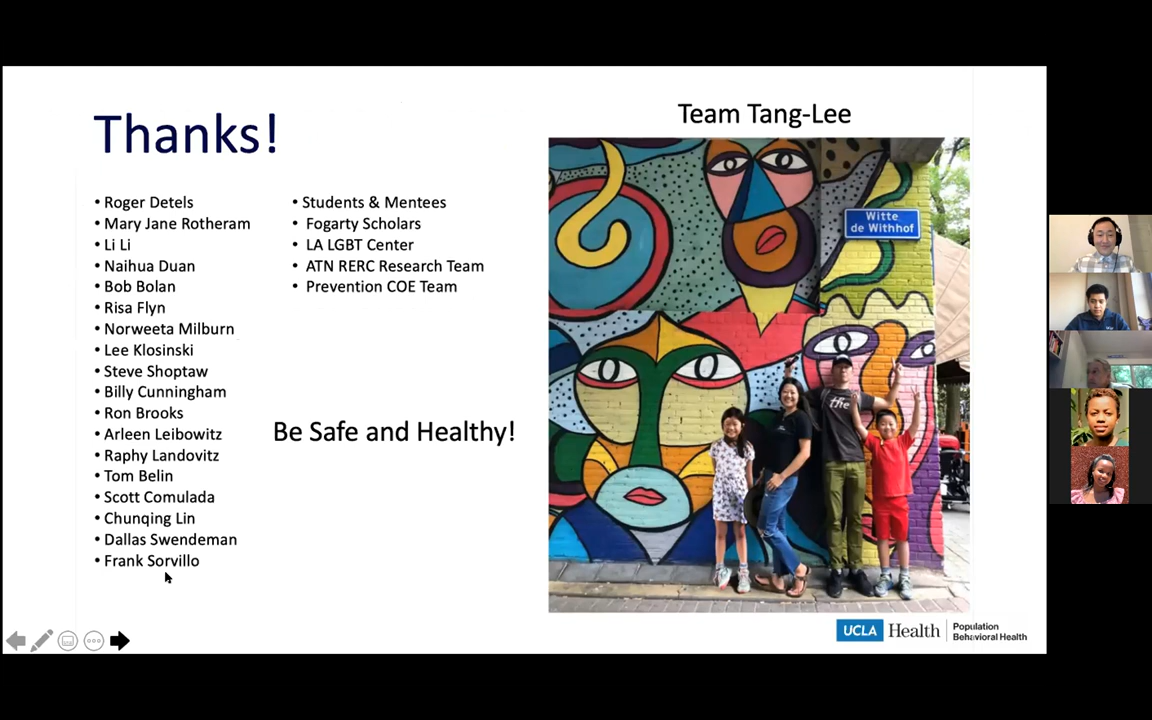 Thanks!
• Roger Detels
• Mary Jane Rotheram
• Li Li
• Naihua Duan
• Bob Bolan
• Risa Flyn
• Norweeta Milburn
• Lee Klosinski
• Steve Shoptaw
• Billy Cunningham
• Ron Brooks
• Arleen Leibowitz
• Raphy Landovitz
• Tom Belin
• Scott Comulada
• Chunqing Lin
• Dallas Swendeman
• Frank Sorvillo
• Students & Mentees
• Fogarty Scholars
• LA LGBT Center
• ATN RERC Research Team
• Prevention COE Team
Be Safe and Healthy!
Team Tang-Lee
Witte
de Withhof
the
UCLA Health
Population
Behavioral Health